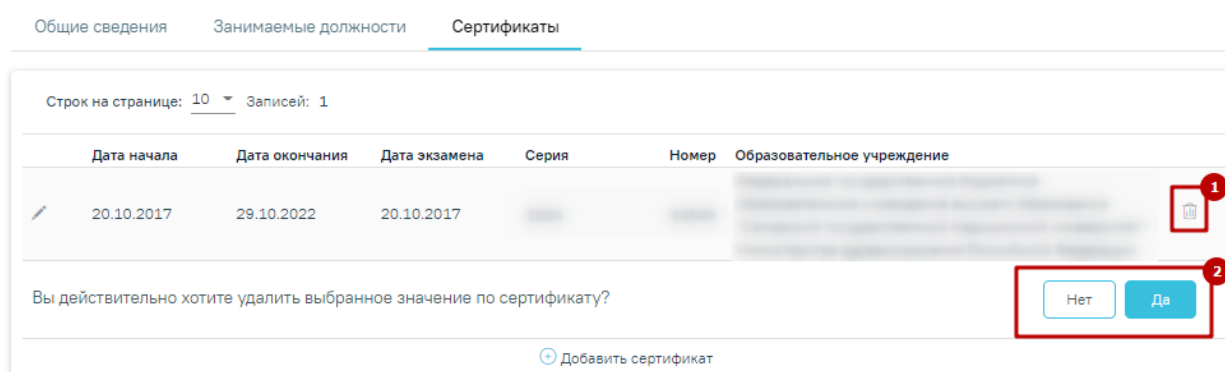 Общие сведения Занимаемые должности Сертификаты
Строк на странице: 10 Записей: 1
Дата начала Дата окончания Дата экзамена Серия Номер Образовательное учреждение
1
20.10.2017 29.10.2022 20.10.2017
2
Вы действительно хотите удалить выбранное значение по сертификату? Нет Да
Добавить сертификат